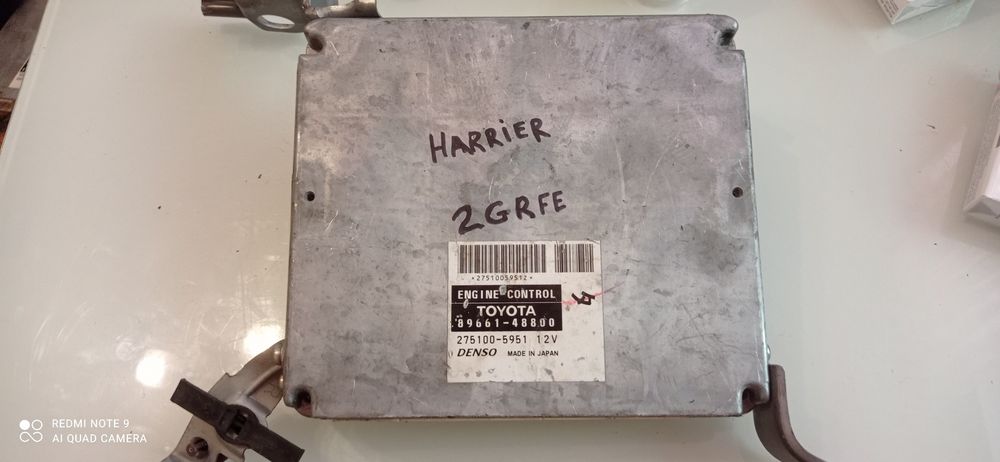 HARRIER
2GRFE
*27510059512*
ENGINE CONTROL
TOYOTA
89661-48800
275100-5951 12V
DENSO MADE IN JAPAN
REDMI NOTE 9
AI QUAD CAMERA